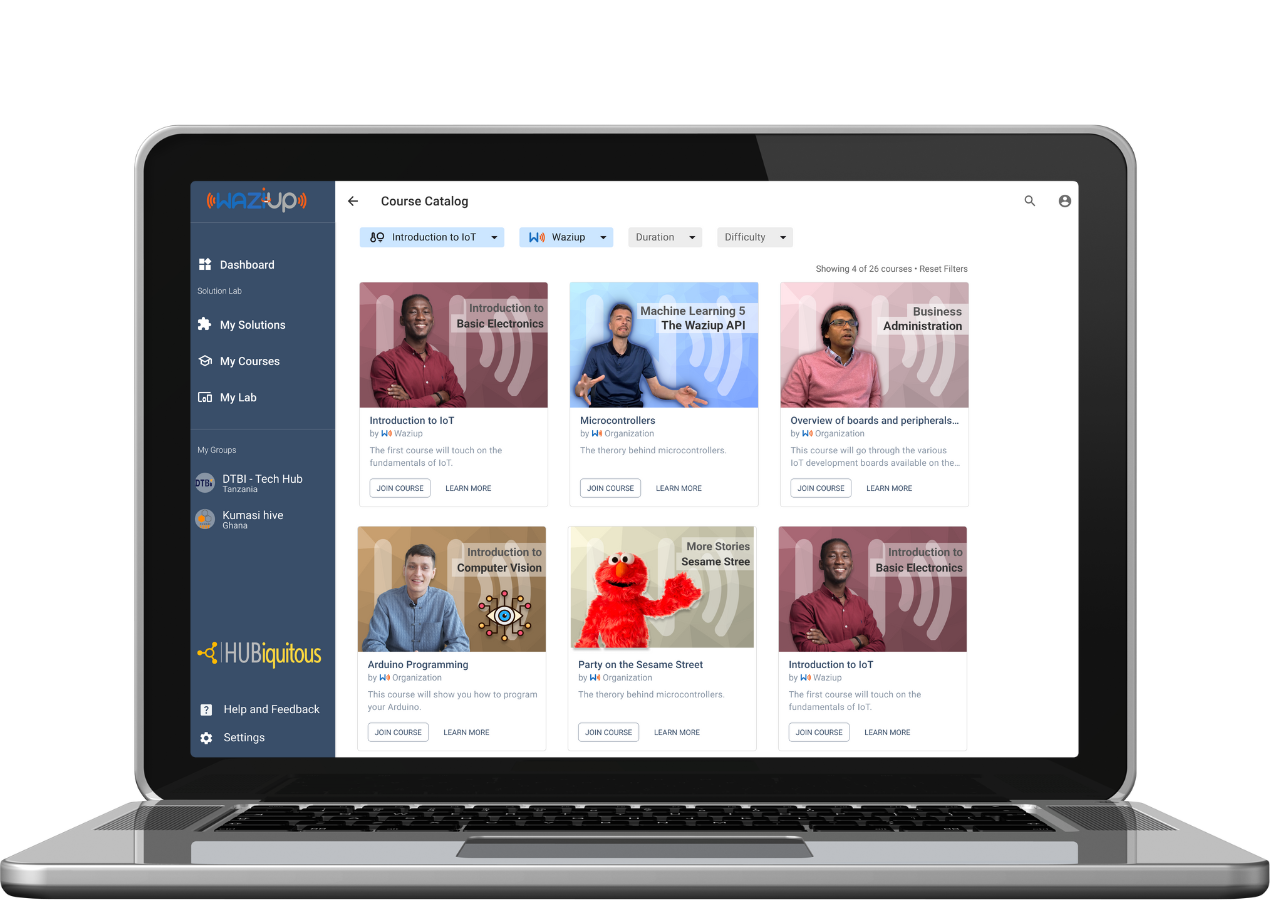 WAZIUP
Course Catalog
Introduction to IoT
Waziup
Duration
Difficulty
Showing 4 of 26 courses • Reset Filters
Dashboard
Solution Lab
My Solutions
My Courses
My Lab
My Groups
DTBi
DTBI - Tech Hub
Tanzania
Kumasi hive
Ghana
HUBiquitous
Help and Feedback
Settings
Introduction to
Basic Electronics
Introduction to IoT
by W Waziup
The first course will touch on the
fundamentals of IoT.
JOIN COURSE
LEARN MORE
Machine Learning 5
The Waziup API
Microcontrollers
by W Organization
The therory behind microcontrollers.
JOIN COURSE
LEARN MORE
Business
Administration
Overview of boards and peripherals...
by W Organization
This course will go through the various
IoT development boards available on the...
JOIN COURSE
LEARN MORE
Introduction to
Computer Vision
Arduino Programming
by W Organization
This course will show you how to program
your Arduino.
JOIN COURSE
LEARN MORE
More Stories
Sesame Stree
Party on the Sesame Street
by W Organization
The therory behind microcontrollers.
JOIN COURSE
LEARN MORE
Introduction to
Basic Electronics
Introduction to IoT
by W Waziup
The first course will touch on the
fundamentals of IoT.
JOIN COURSE
LEARN MORE